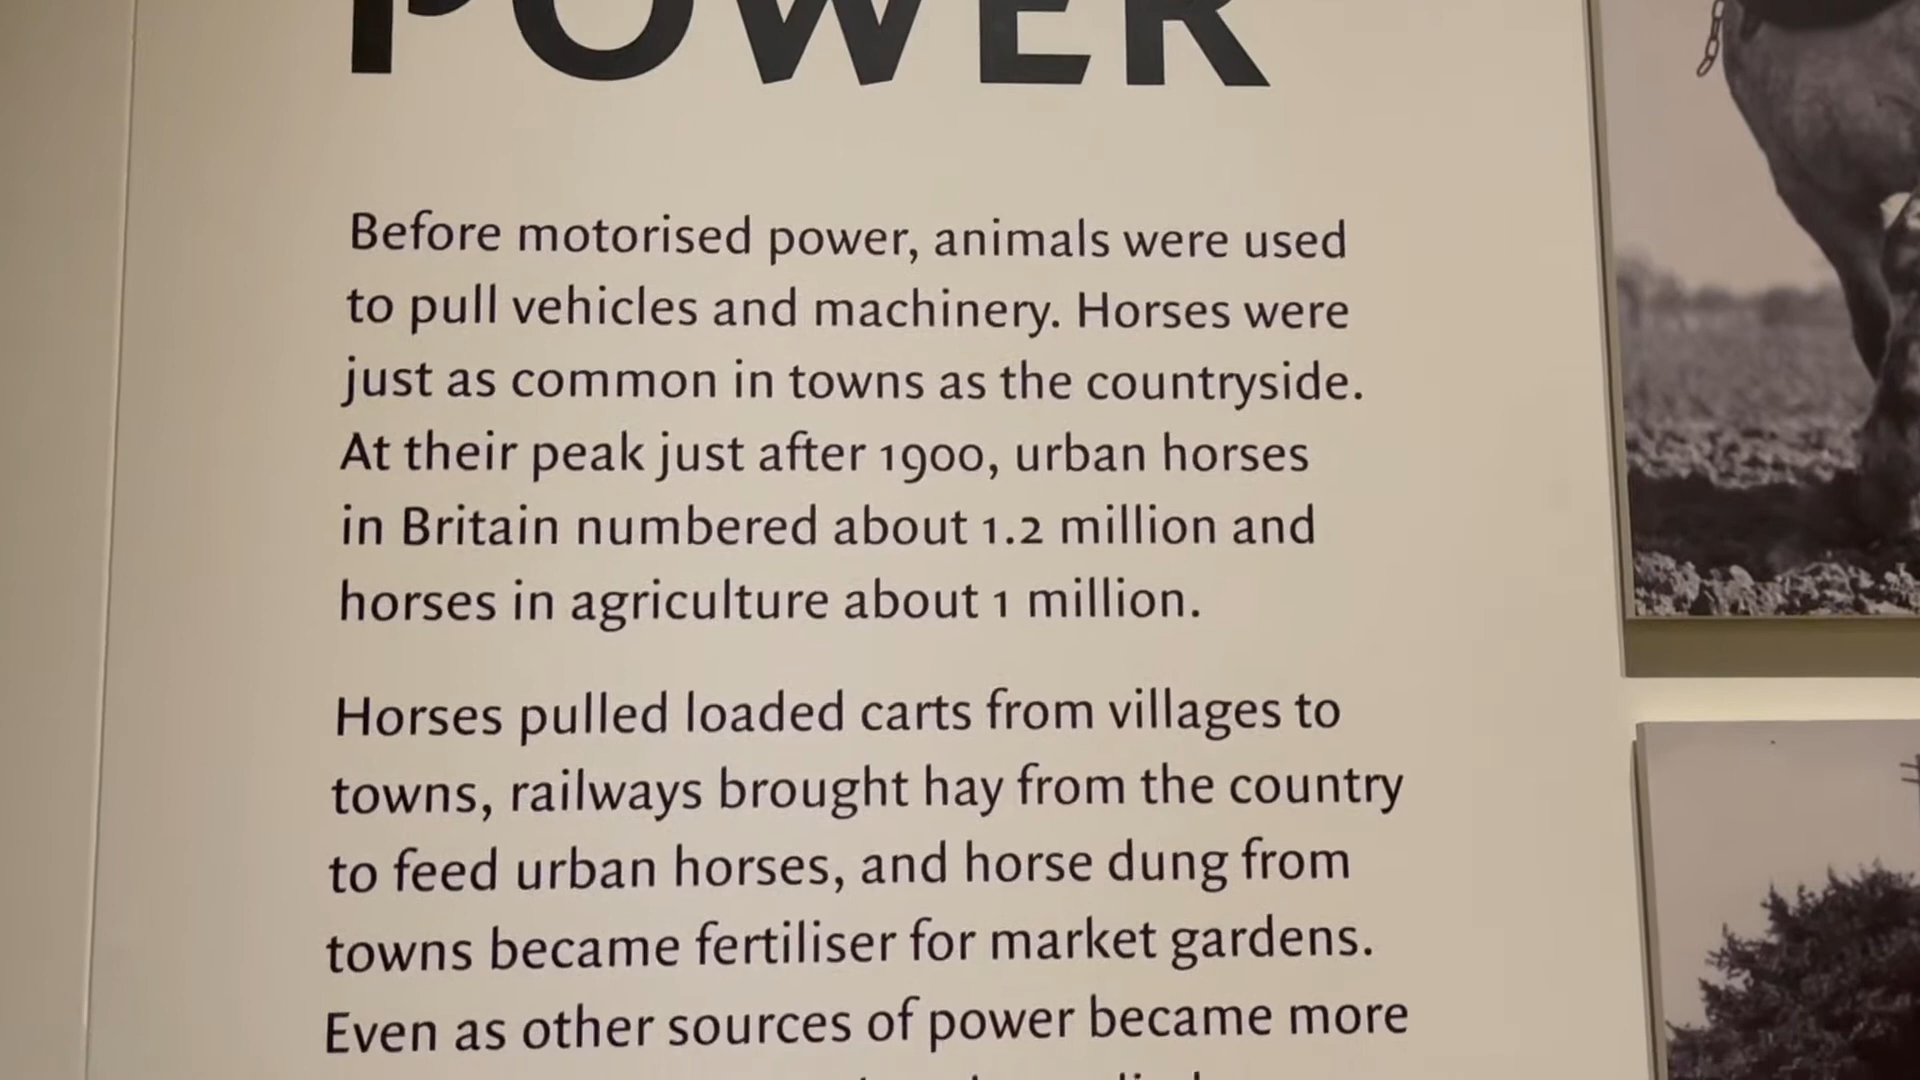 POWER
Before motorised power, animals were used
to pull vehicles and machinery. Horses were
just as common in towns as the countryside.
At their peak just after 1900, urban horses
in Britain numbered about 1.2 million and
horses in agriculture about 1 million.
Horses pulled loaded carts from villages to
towns, railways brought hay from the country
to feed urban horses, and horse dung from
towns became fertiliser for market gardens.
Even as other sources of power became more